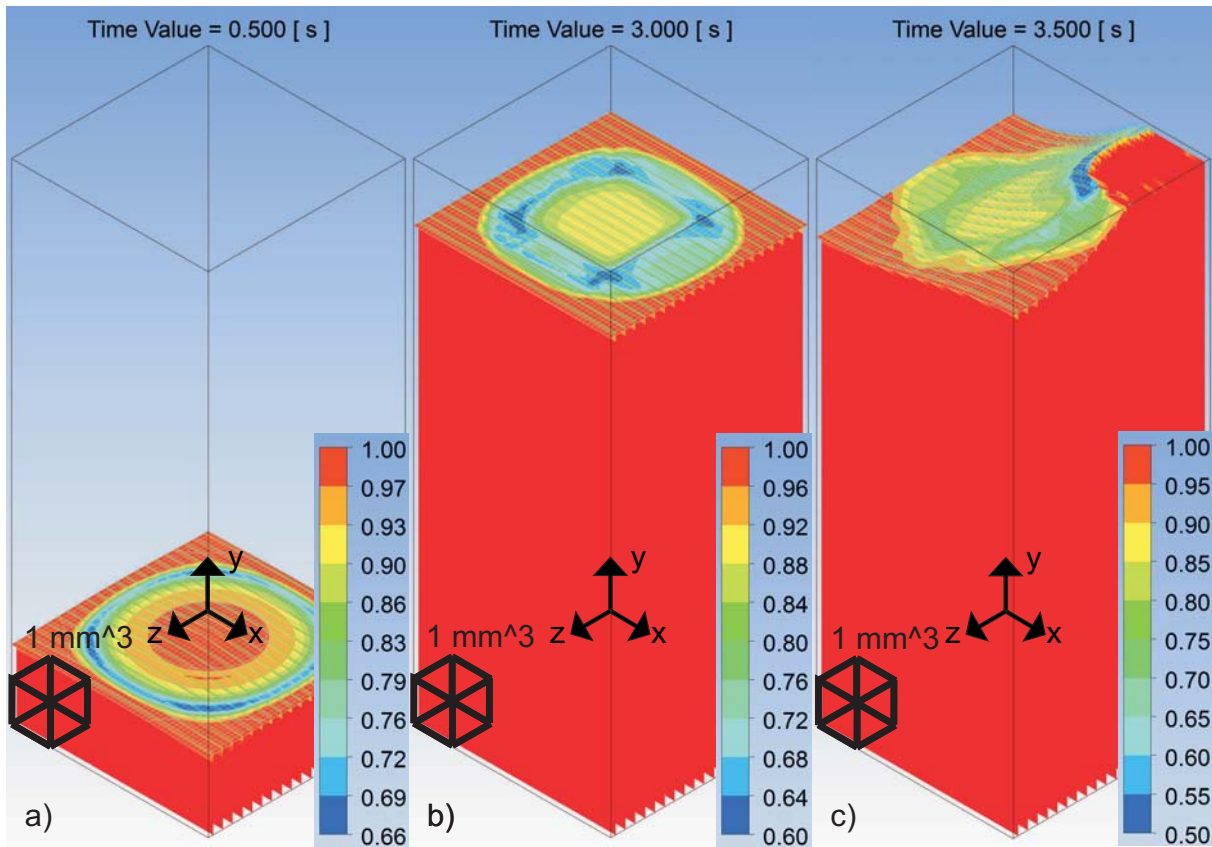 Time Value = 0.500 [ s ]
Time Value = 3.000 [ s ]
Time Value = 3.500 [ s ]
y
z
x
1 mm^3
1.00
0.97
0.93
0.90
0.86
0.83
0.79
0.76
0.72
0.69
0.66
a)
y
z
x
1 mm^3
1.00
0.96
0.92
0.88
0.84
0.80
0.76
0.72
0.68
0.64
0.60
b)
y
z
x
1 mm^3
1.00
0.95
0.90
0.85
0.80
0.75
0.70
0.65
0.60
0.55
0.50
c)